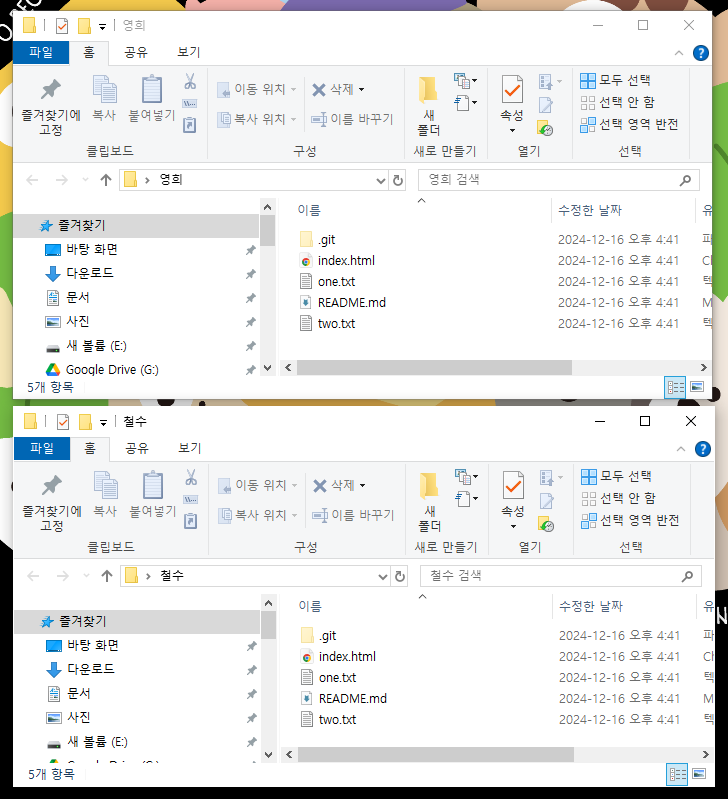 영희
파일 홈 공유 보기
즐겨찾기에 고정
복사
붙여넣기
이동 위치
복사 위치
삭제
이름 바꾸기
새 폴더
속성
모두 선택
선택 안 함
선택 영역 반전
클립보드 구성 새로 만들기 열기 선택
영희
영희 검색
이름 수정한 날짜 유
즐겨찾기
바탕 화면
다운로드
문서
사진
새 볼륨 (E:)
Google Drive (G:)
.git 2024-12-16 오후 4:41 파
index.html 2024-12-16 오후 4:41 Ch
one.txt 2024-12-16 오후 4:41 텍
README.md 2024-12-16 오후 4:41 M
two.txt 2024-12-16 오후 4:41 텍
5개 항목
철수
파일 홈 공유 보기
즐겨찾기에 고정
복사
붙여넣기
이동 위치
복사 위치
삭제
이름 바꾸기
새 폴더
속성
모두 선택
선택 안 함
선택 영역 반전
클립보드 구성 새로 만들기 열기 선택
철수
철수 검색
이름 수정한 날짜 유
즐겨찾기
바탕 화면
다운로드
문서
사진
새 볼륨 (E:)
.git 2024-12-16 오후 4:41 파
index.html 2024-12-16 오후 4:41 Ch
one.txt 2024-12-16 오후 4:41 텍
README.md 2024-12-16 오후 4:41 M
two.txt 2024-12-16 오후 4:41 텍
5개 항목